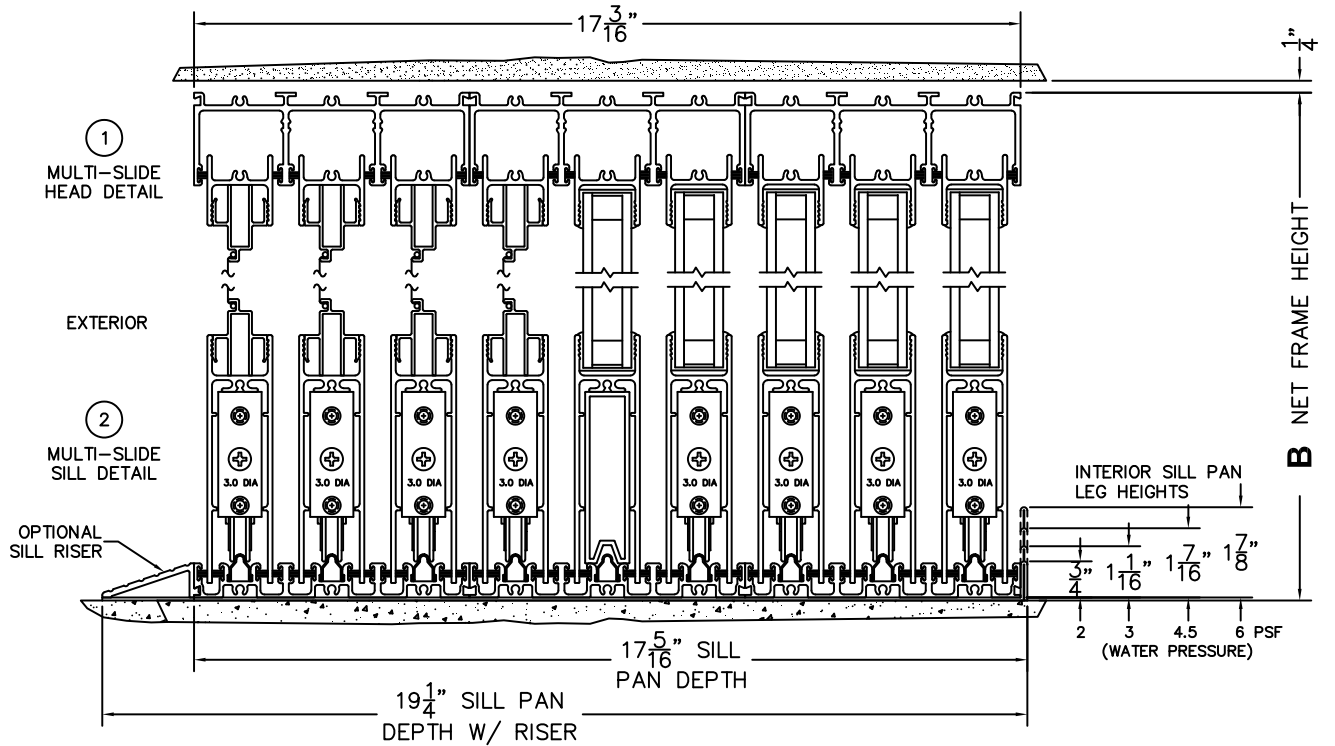 17 3/16"
1/4"
1
MULTI-SLIDE
HEAD DETAIL
EXTERIOR
B NET FRAME HEIGHT
2
MULTI-SLIDE
SILL DETAIL
3.0 DIA 3.0 DIA 3.0 DIA 3.0 DIA 3.0 DIA 3.0 DIA 3.0 DIA 3.0 DIA
INTERIOR SILL PAN
LEG HEIGHTS
OPTIONAL
SILL RISER
3/4" 1 1/16" 1 7/16" 1 7/8"
2 3 4.5 6 PSF
(WATER PRESSURE)
17 5/16" SILL
PAN DEPTH
19 1/4" SILL PAN
DEPTH W/ RISER